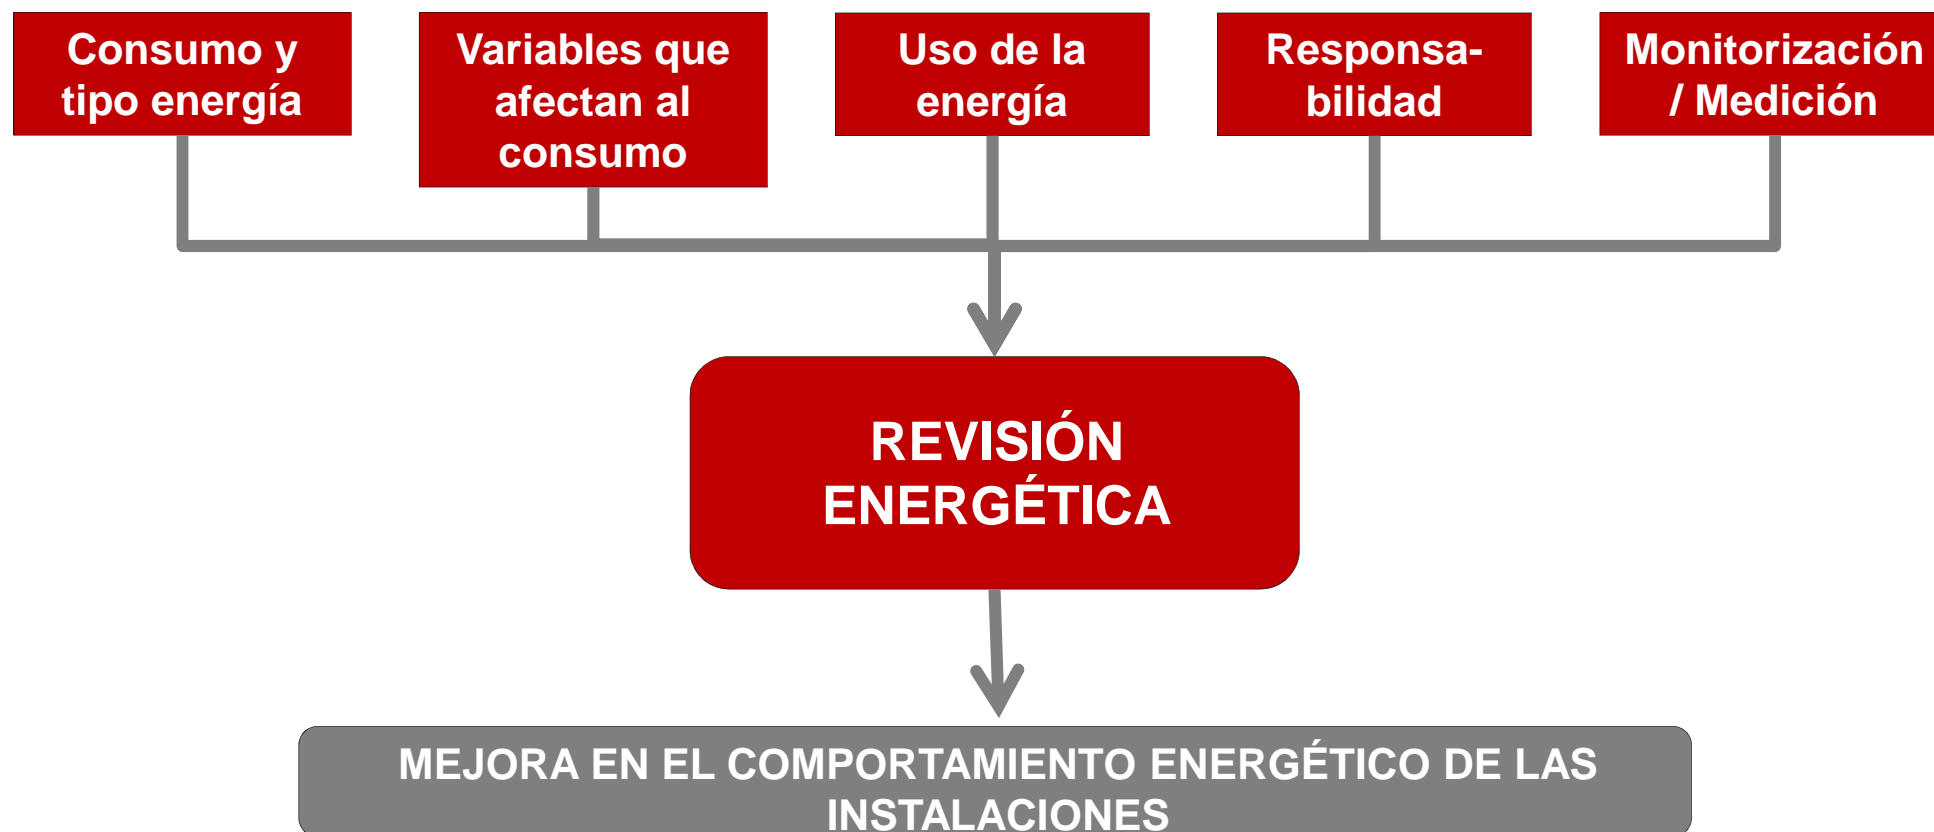 Consumo y
tipo energía
Variables que
afectan al
consumo
Uso de la
energía
Responsa-
bilidad
Monitorización
/ Medición
REVISIÓN
ENERGÉTICA
MEJORA EN EL COMPORTAMIENTO ENERGÉTICO DE LAS
INSTALACIONES